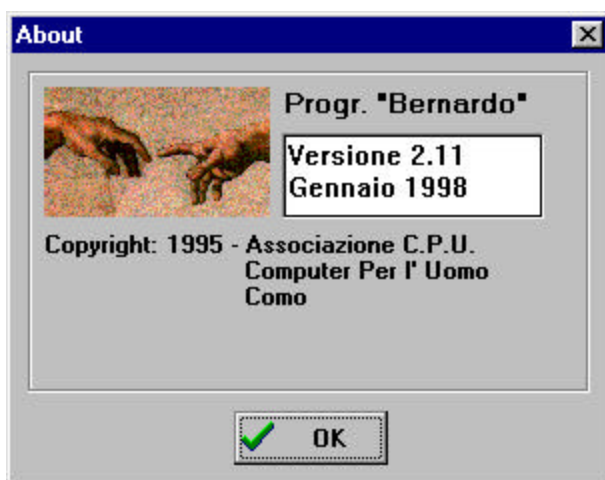 About
Progr. "Bernardo"
Versione 2.11
Gennaio 1998
Copyright: 1995 - Associazione C.P.U.
Computer Per l' Uomo
Como
OK